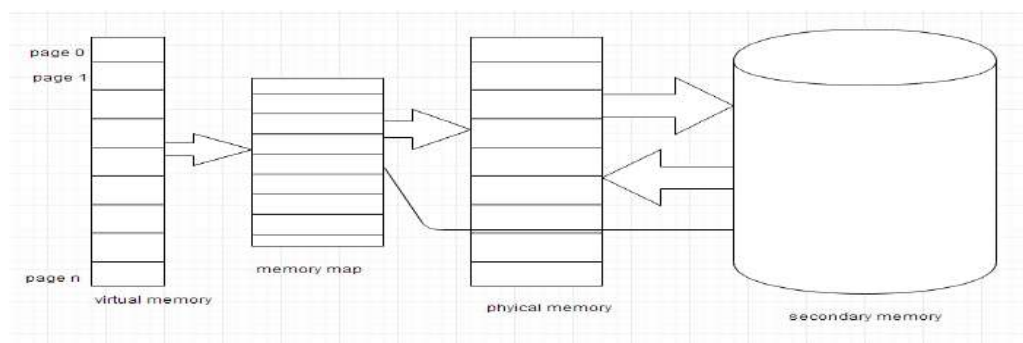 page 0
page 1
page n
virtual memory
memory map
phyical memory
secondary memory